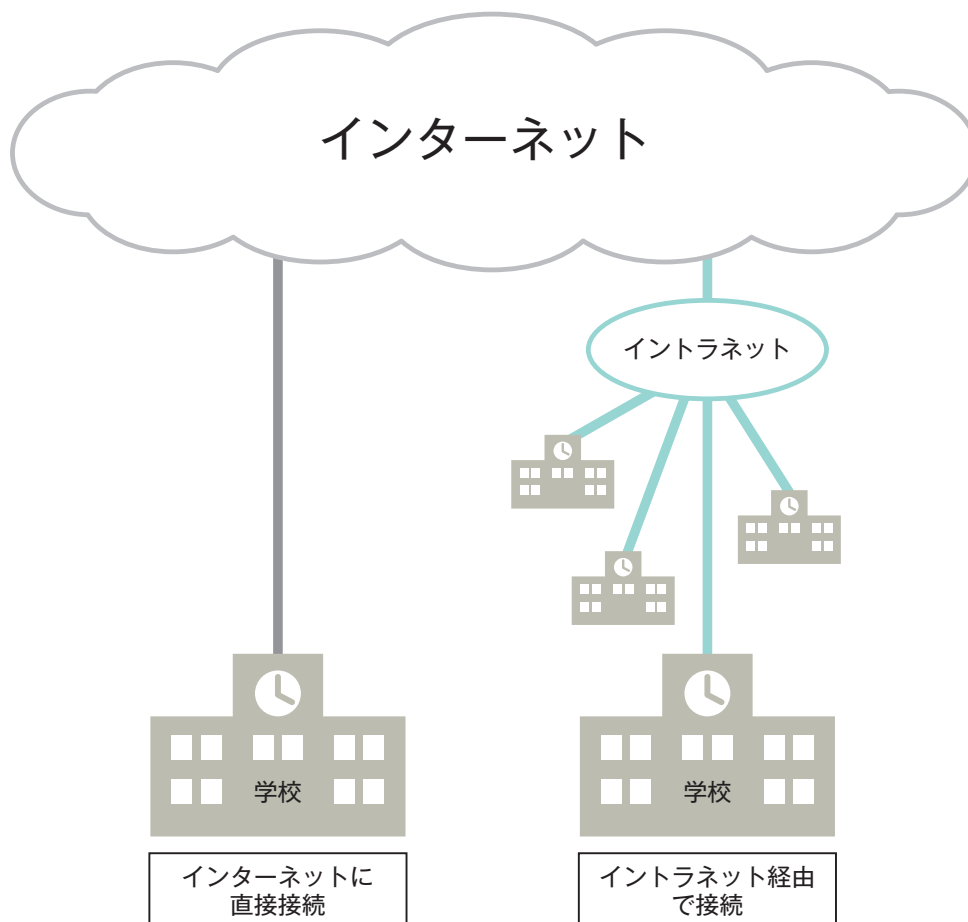 インターネット
イントラネット
学校
学校
インターネットに
直接接続
イントラネット経由
で接続